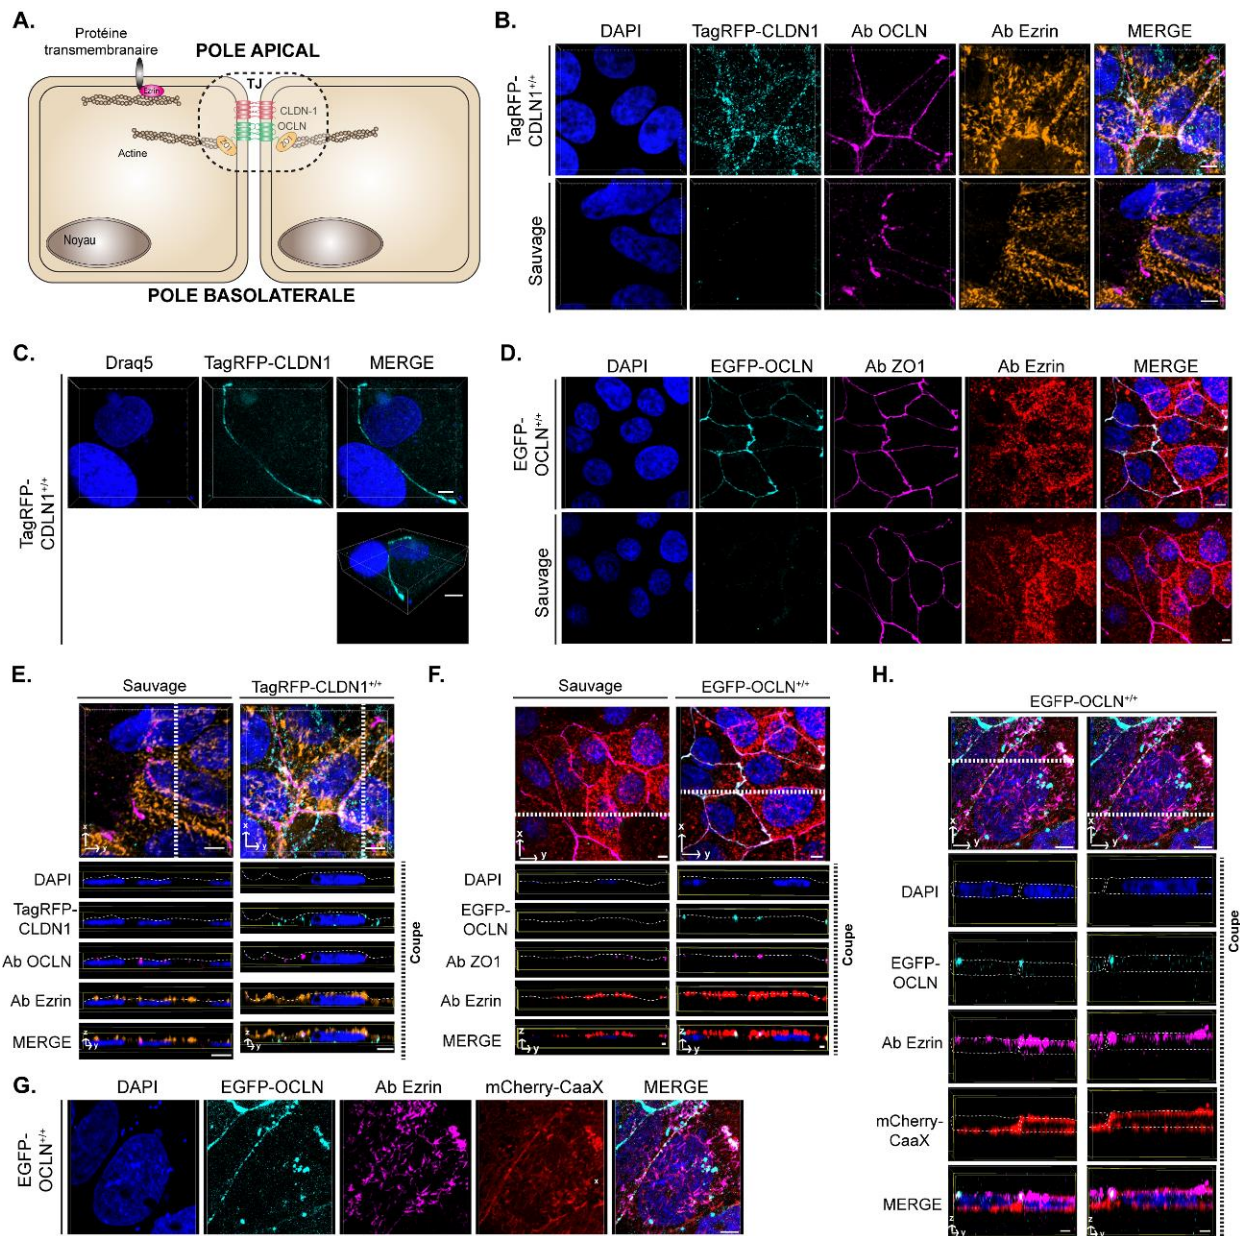 A.
Protéine
transmembranaire
POLE APICAL
Ezrin
TJ
CLDN-1
OCLN
Actine
Noyau
POLE BASOLATERALE
B.
DAPI TagRFP-CLDN1 Ab OCLN Ab Ezrin MERGE
TagRFP-
CDLN1+/+
Sauvage
C.
Draq5 TagRFP-CLDN1 MERGE
TagRFP-
CDLN1+/+
D.
DAPI EGFP-OCLN Ab ZO1 Ab Ezrin MERGE
EGFP-
OCLN+/+
Sauvage
E.
Sauvage TagRFP-CLDN1+/+
x
y
x
y
DAPI
TagRFP-
CLDN1
Ab OCLN
Ab Ezrin
MERGE
z
y
z
y
Coupe
F.
Sauvage EGFP-OCLN+/+
x
y
x
y
DAPI
EGFP-
OCLN
Ab ZO1
Ab Ezrin
MERGE
z
y
z
y
Coupe
G.
DAPI EGFP-OCLN Ab Ezrin mCherry-CaaX MERGE
EGFP-
OCLN+/+
x
H.
EGFP-OCLN+/+
x
y
x
y
DAPI
EGFP-
OCLN
Ab Ezrin
mCherry-
CaaX
MERGE
z
y
z
y
Coupe